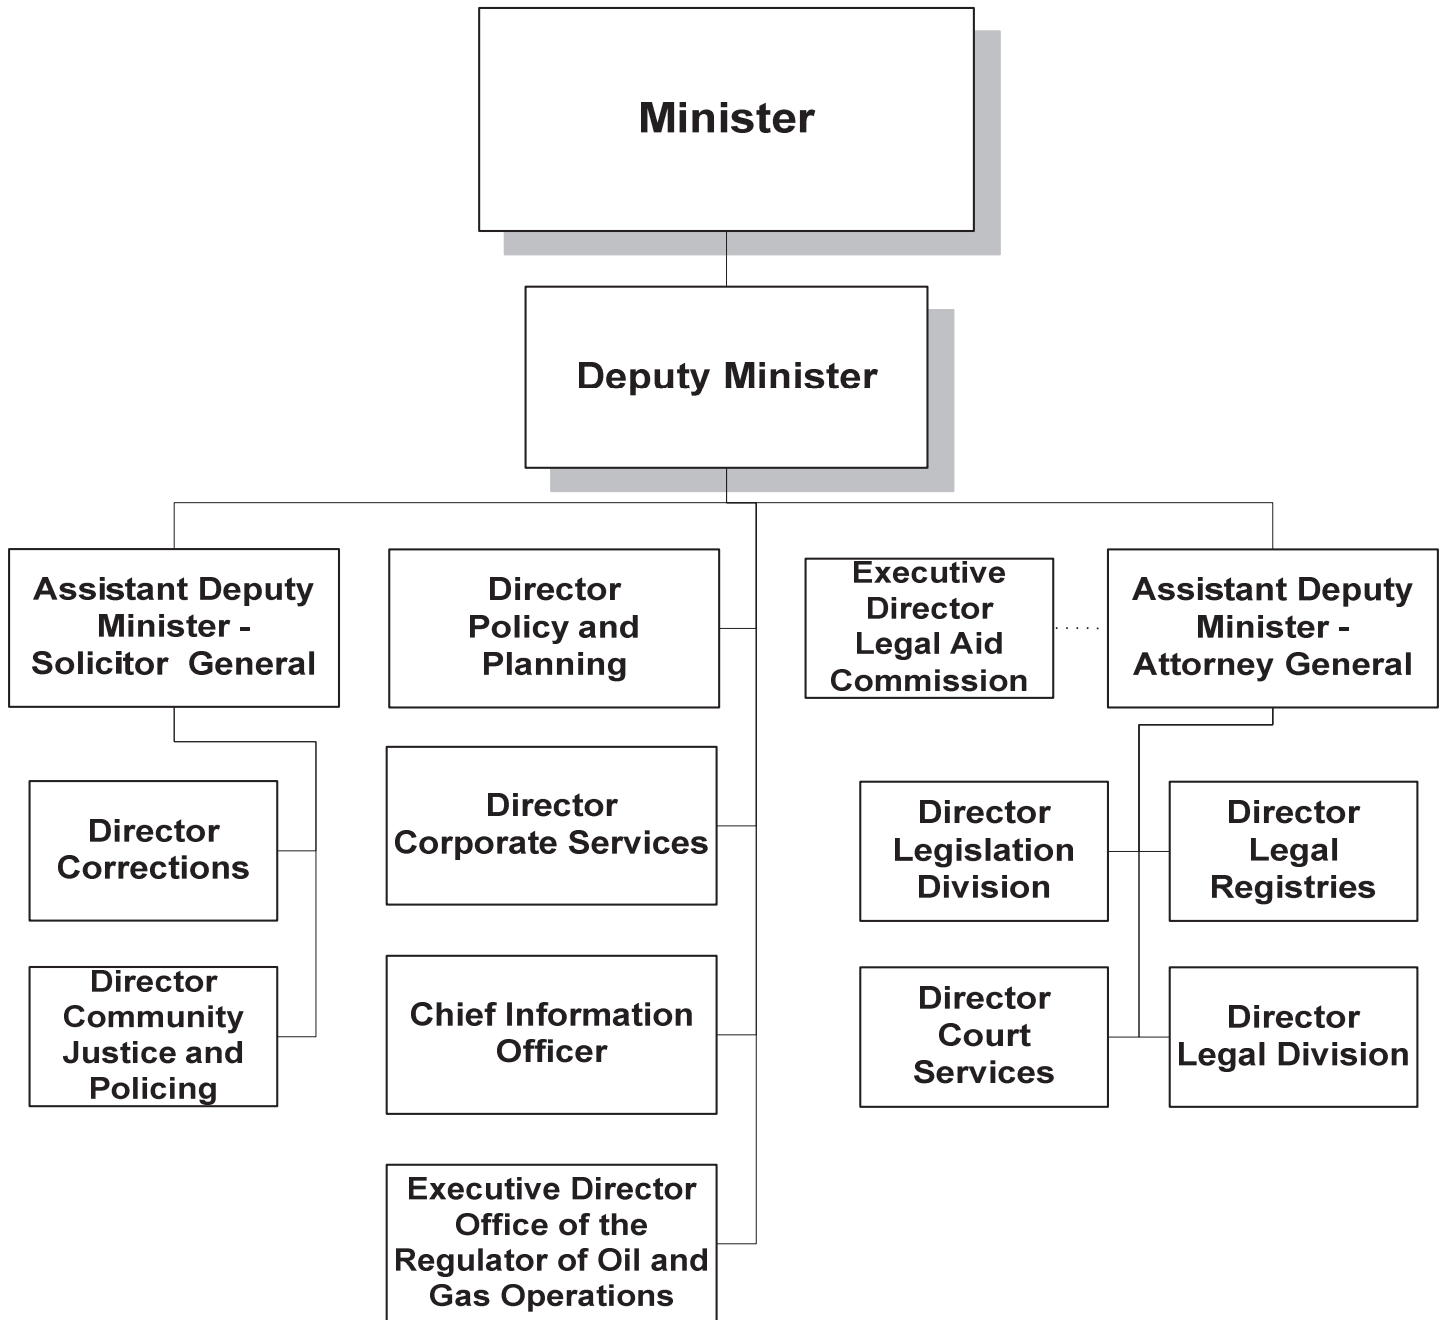 Minister
Deputy Minister
Assistant Deputy
Minister -
Solicitor General
Director
Policy and
Planning
Executive
Director
Legal Aid
Commission
Assistant Deputy
Minister -
Attorney General
Director
Corrections
Director
Corporate Services
Director
Legislation
Division
Director
Legal
Registries
Director
Community
Justice and
Policing
Chief Information
Officer
Director
Court
Services
Director
Legal Division
Executive Director
Office of the
Regulator of Oil and
Gas Operations